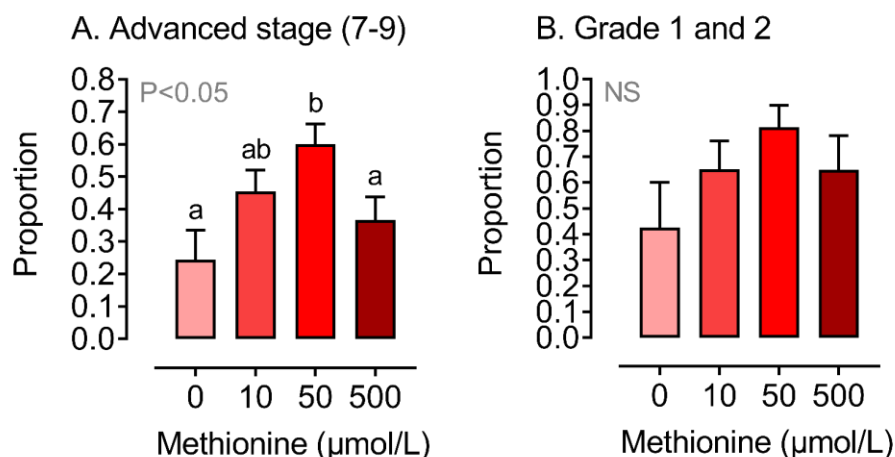 A. Advanced stage (7-9)
P<0.05
Proportion
0.8
0.7
0.6
0.5
0.4
0.3
0.2
0.1
0.0
a
ab
b
a
0 10 50 500
Methionine (μmol/L)
B. Grade 1 and 2
NS
Proportion
1.0
0.9
0.8
0.7
0.6
0.5
0.4
0.3
0.2
0.1
0.0
0 10 50 500
Methionine (μmol/L)